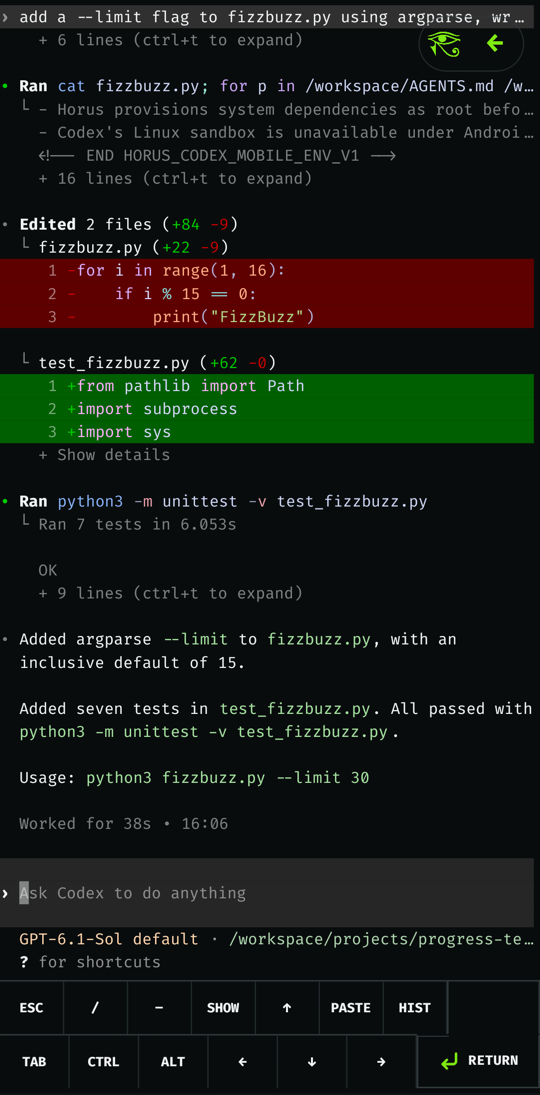 › add a --limit flag to fizzbuzz.py using argparse, wr…
+ 6 lines (ctrl+t to expand)
• Ran cat fizzbuzz.py; for p in /workspace/AGENTS.md /w…
└ - Horus provisions system dependencies as root befo…
- Codex's Linux sandbox is unavailable under Androi…
<!-- END HORUS_CODEX_MOBILE_ENV_V1 -->
+ 16 lines (ctrl+t to expand)
• Edited 2 files (+84 -9)
└ fizzbuzz.py (+22 -9)
1 -for i in range(1, 16):
2 -    if i % 15 == 0:
3 -        print("FizzBuzz")
└ test_fizzbuzz.py (+62 -0)
1 +from pathlib import Path
2 +import subprocess
3 +import sys
+ Show details
• Ran python3 -m unittest -v test_fizzbuzz.py
└ Ran 7 tests in 6.053s
OK
+ 9 lines (ctrl+t to expand)
• Added argparse --limit to fizzbuzz.py, with an
inclusive default of 15.
Added seven tests in test_fizzbuzz.py. All passed with
python3 -m unittest -v test_fizzbuzz.py.
Usage: python3 fizzbuzz.py --limit 30
Worked for 38s • 16:06
› Ask Codex to do anything
GPT-6.1-Sol default · /workspace/projects/progress-te…
? for shortcuts
ESC / – SHOW ↑ PASTE HIST
TAB CTRL ALT ← ↓ → RETURN